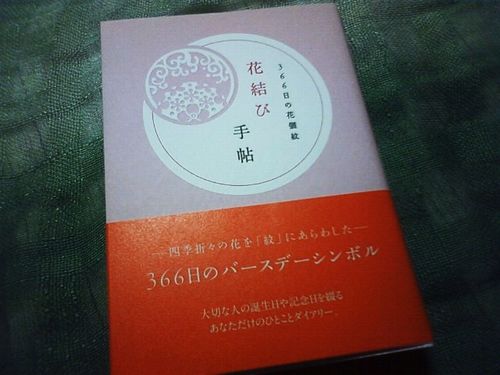 366日の花個紋
花結び
手帖
―四季折々の花を「紋」にあらわした―
366日のバースデーシンボル
大切な人の誕生日や記念日を綴る
あなただけのひとことダイアリー。